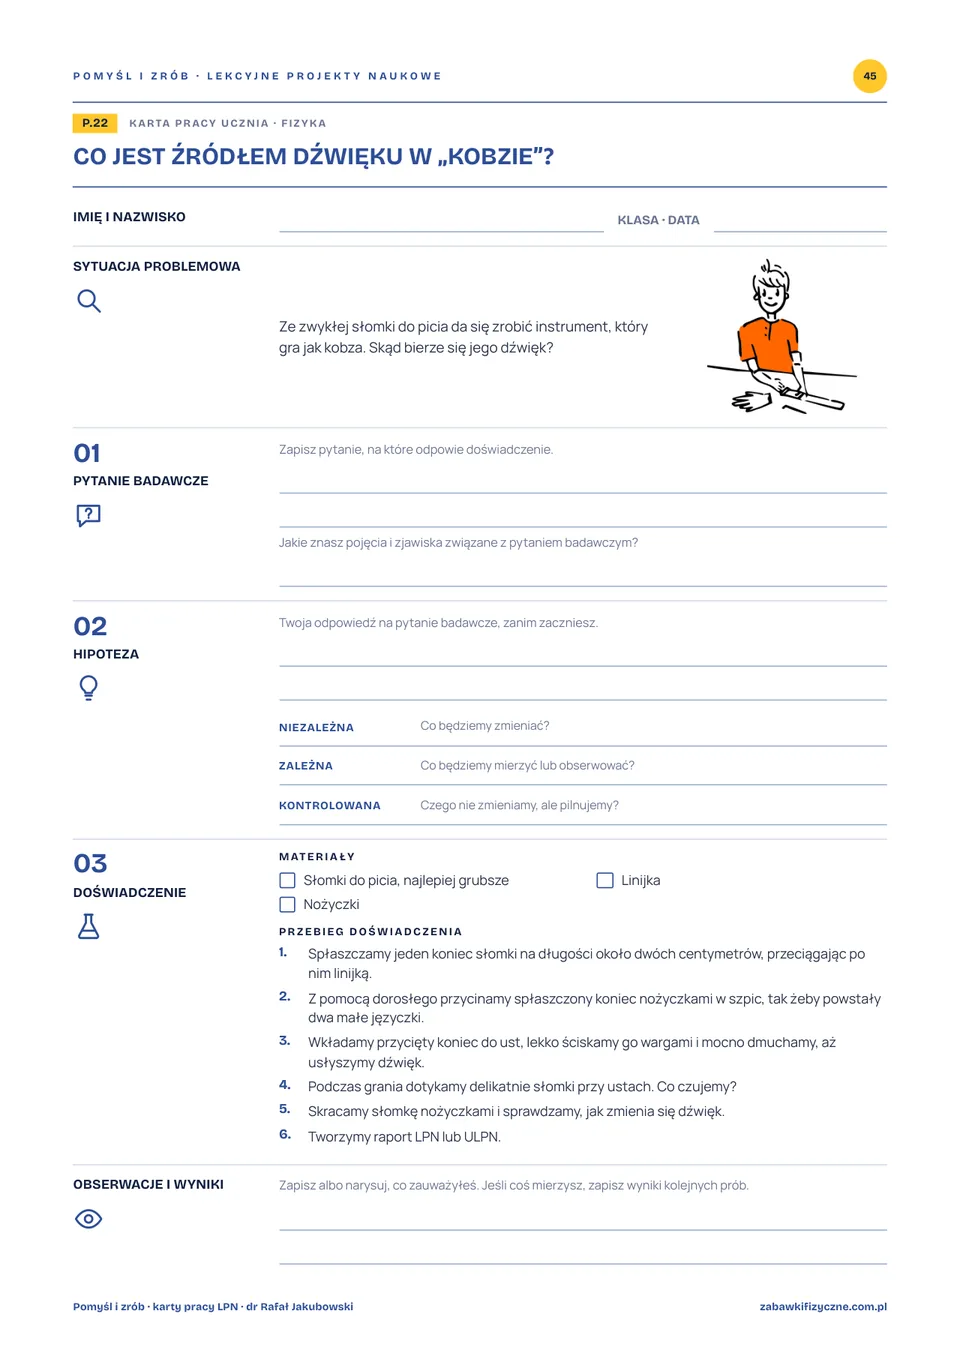 POMYŚL I ZRÓB · LEKCYJNE PROJEKTY NAUKOWE
45
P.22 KARTA PRACY UCZNIA · FIZYKA
CO JEST ŹRÓDŁEM DŹWIĘKU W „KOBZIE”?
IMIĘ I NAZWISKO
KLASA · DATA
SYTUACJA PROBLEMOWA
Ze zwykłej słomki do picia da się zrobić instrument, który
gra jak kobza. Skąd bierze się jego dźwięk?
01
PYTANIE BADAWCZE
Zapisz pytanie, na które odpowie doświadczenie.
Jakie znasz pojęcia i zjawiska związane z pytaniem badawczym?
02
HIPOTEZA
Twoja odpowiedź na pytanie badawcze, zanim zaczniesz.
NIEZALEŻNA Co będziemy zmieniać?
ZALEŻNA Co będziemy mierzyć lub obserwować?
KONTROLOWANA Czego nie zmieniamy, ale pilnujemy?
03
DOŚWIADCZENIE
MATERIAŁY
Słomki do picia, najlepiej grubsze
Linijka
Nożyczki
PRZEBIEG DOŚWIADCZENIA
1. Spłaszczamy jeden koniec słomki na długości około dwóch centymetrów, przeciągając po
nim linijką.
2. Z pomocą dorosłego przycinamy spłaszczony koniec nożyczkami w szpic, tak żeby powstały
dwa małe języczki.
3. Wkładamy przycięty koniec do ust, lekko ściskamy go wargami i mocno dmuchamy, aż
usłyszymy dźwięk.
4. Podczas grania dotykamy delikatnie słomki przy ustach. Co czujemy?
5. Skracamy słomkę nożyczkami i sprawdzamy, jak zmienia się dźwięk.
6. Tworzymy raport LPN lub ULPN.
OBSERWACJE I WYNIKI
Zapisz albo narysuj, co zauważyłeś. Jeśli coś mierzysz, zapisz wyniki kolejnych prób.
Pomyśl i zrób · karty pracy LPN · dr Rafał Jakubowski
zabawkifizyczne.com.pl